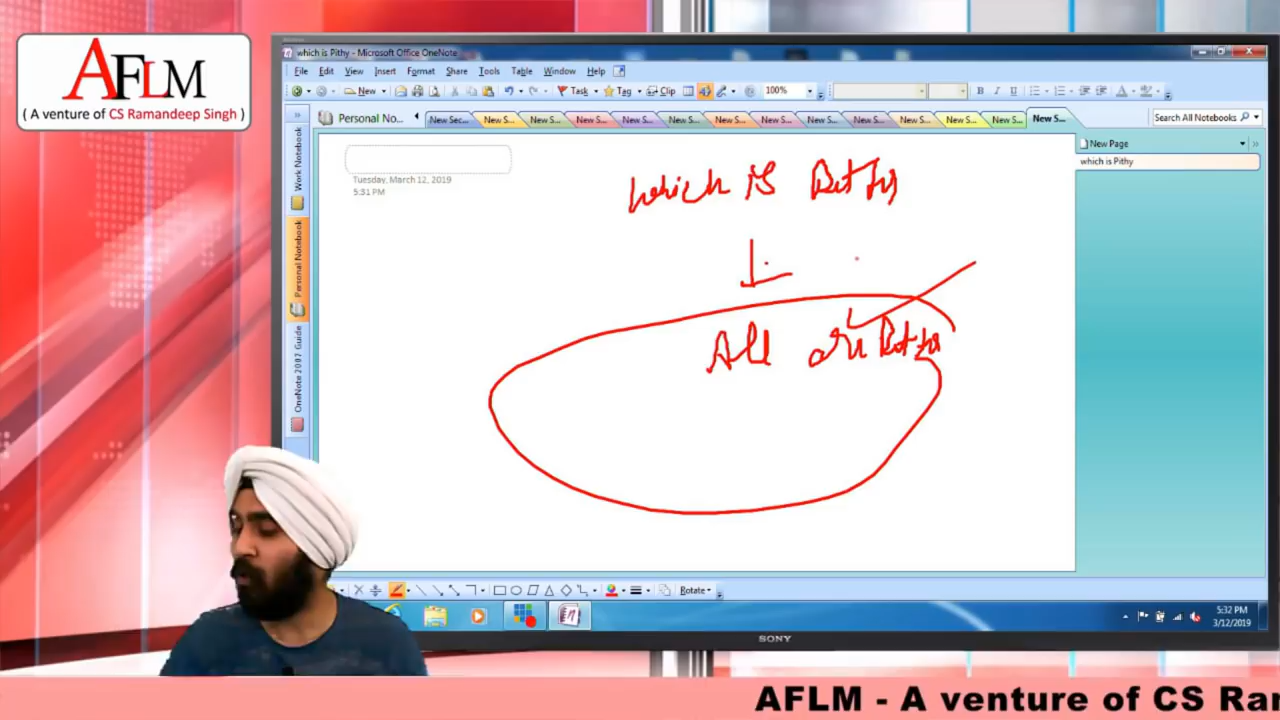 AFLM
( A venture of CS Ramandeep Singh )
which is Pithy - Microsoft Office OneNote
File Edit View Insert Format Share Tools Table Window Help
New Task Tag Clip 100%
Personal No... New Sec... New S... New S... New S... New S... New S... New S... New S... New S... New S... New S... New S... New S... New S... Search All Notebooks
New Page
which is Pithy
Work Notebook
Personal Notebook
OneNote 2007 Guide
Tuesday, March 12, 2019
5:31 PM
which is Better
All are Better
Rotate
5:32 PM
3/12/2019
SONY
AFLM - A venture of CS Ra